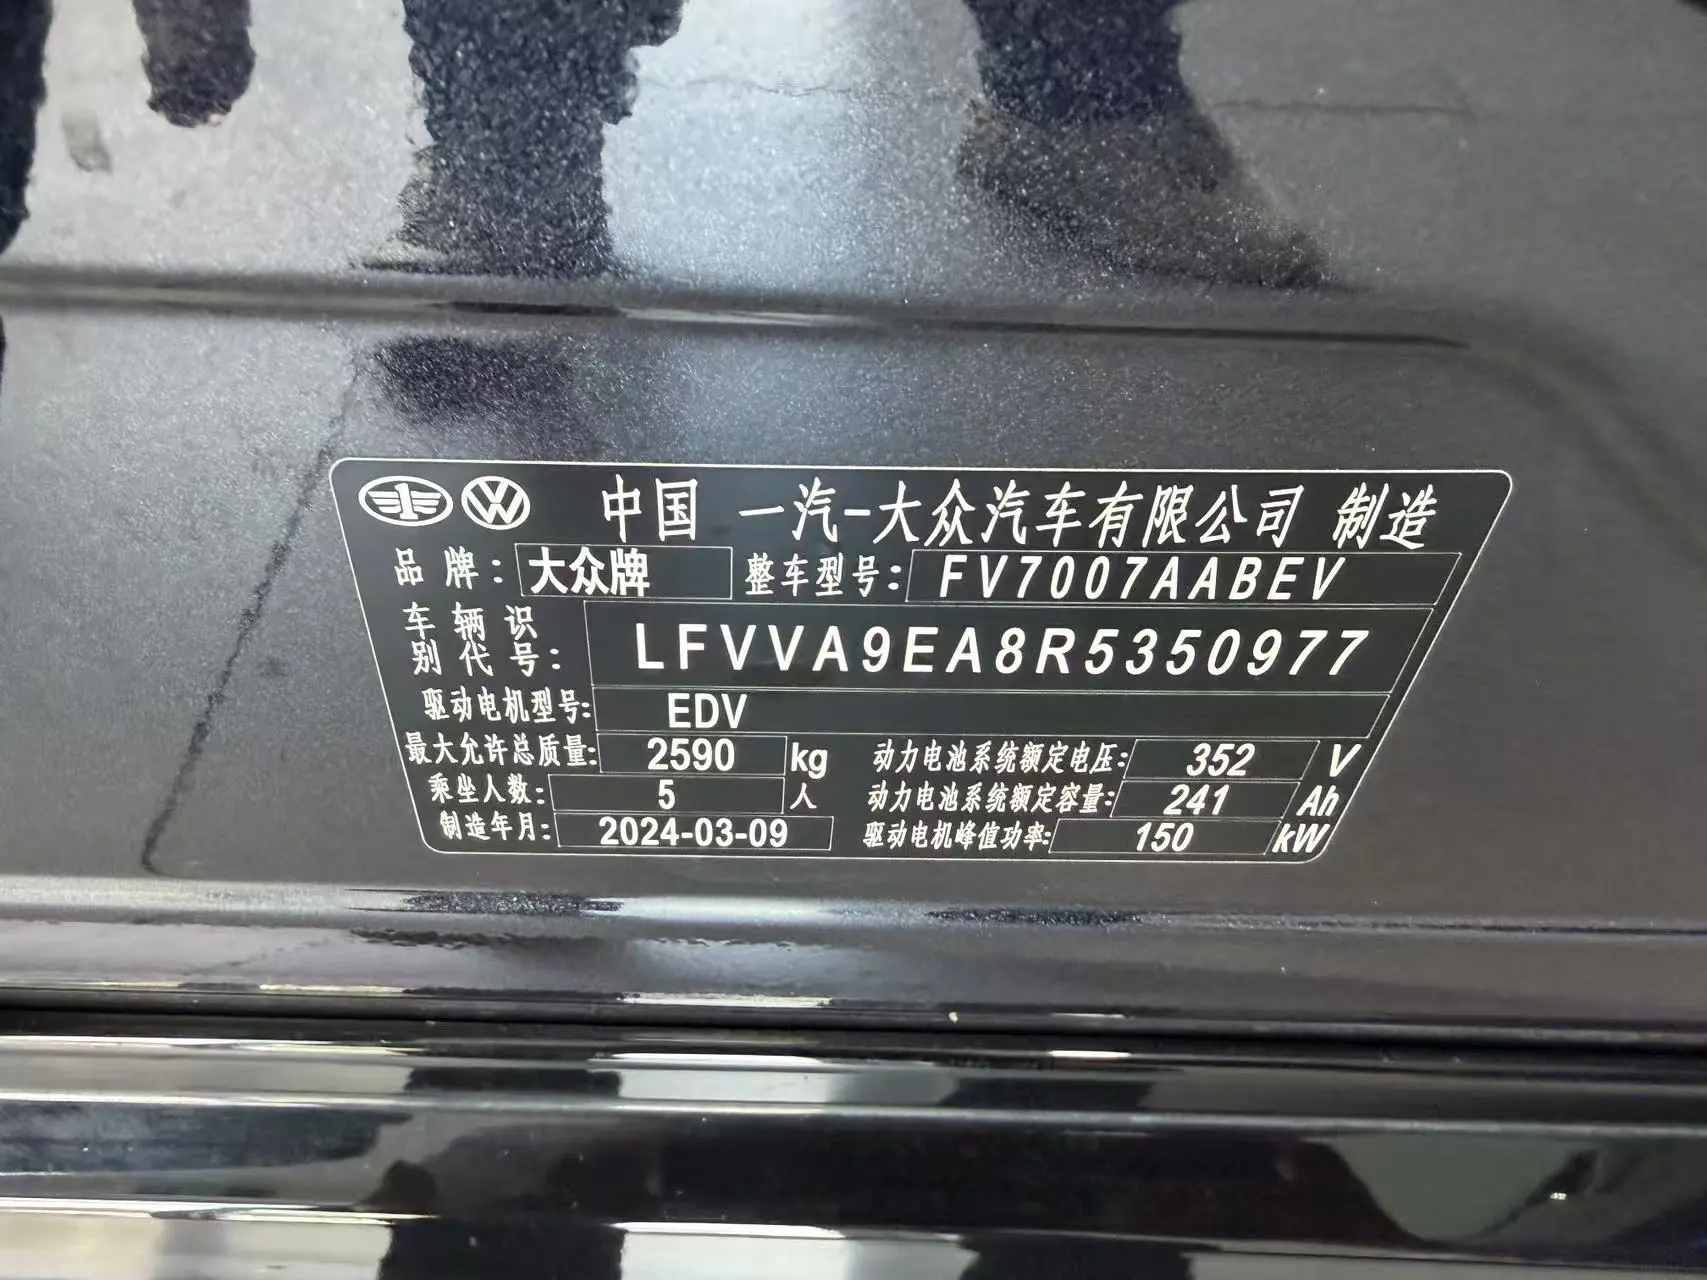 中国 一汽-大众汽车有限公司 制造
品牌: 大众牌 整车型号: FV7007AABEV
车辆识
别代号: LFVVA9EA8R5350977
驱动电机型号: EDV
最大允许总质量: 2590 kg 动力电池系统额定电压: 352 V
乘坐人数: 5 人 动力电池系统额定容量: 241 Ah
制造年月: 2024-03-09 驱动电机峰值功率: 150 kW